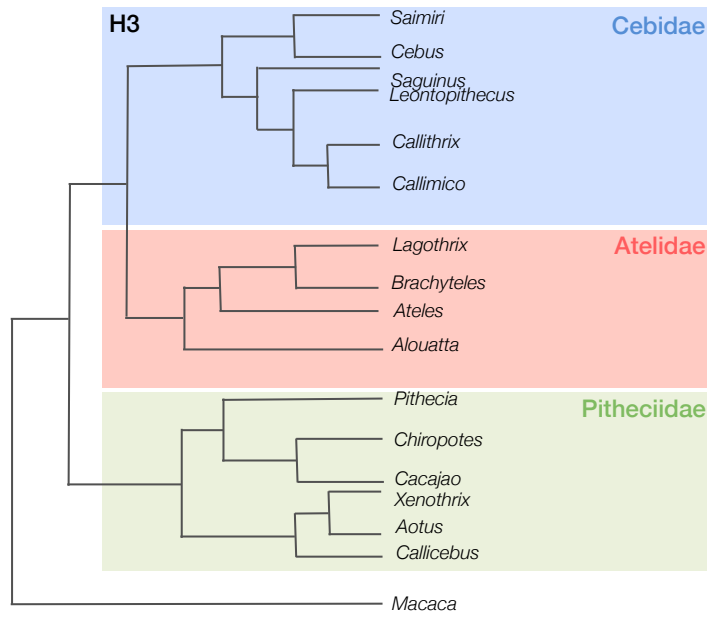 H3
Cebidae
Saimiri
Cebus
Saguinus
Leontopithecus
Callithrix
Callimico
Atelidae
Lagothrix
Brachyteles
Ateles
Alouatta
Pitheciidae
Pithecia
Chiropotes
Cacajao
Xenothrix
Aotus
Callicebus
Macaca